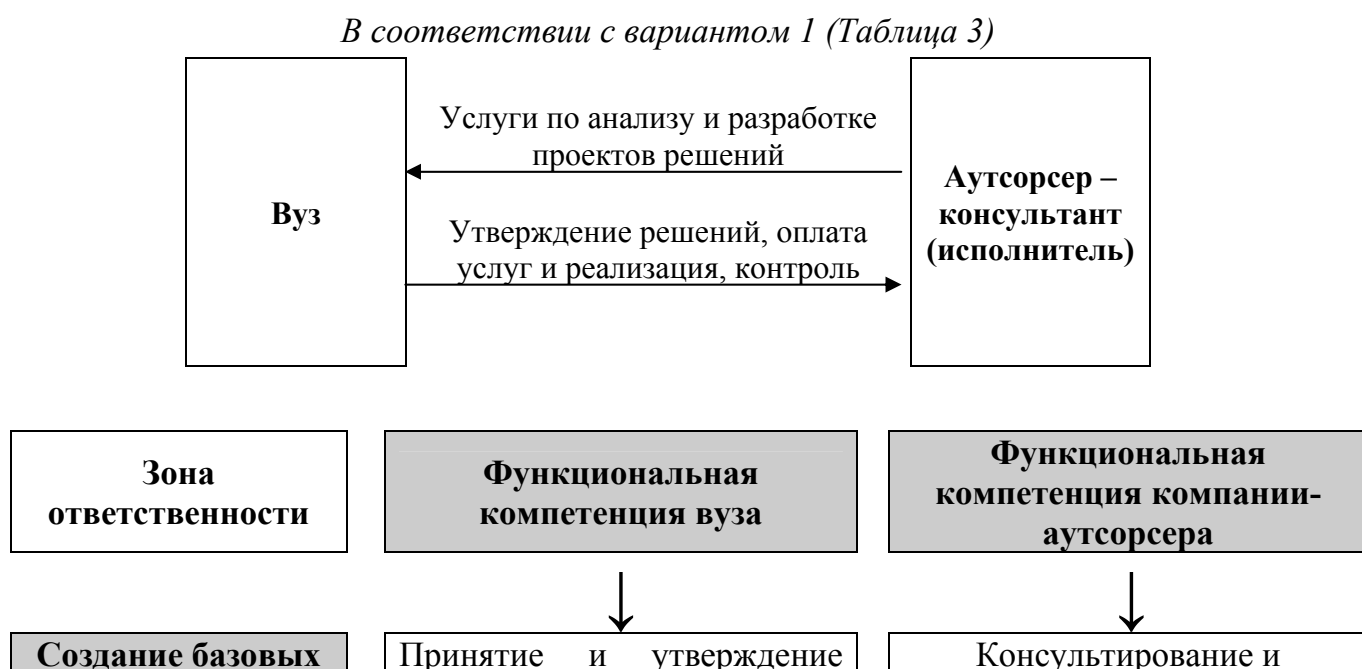 В соответствии с вариантом 1 (Таблица 3)
Услуги по анализу и разработке
проектов решений
Вуз
Утверждение решений, оплата
услуг и реализация, контроль
Аутсорсер –
консультант
(исполнитель)
Зона
ответственности
Функциональная
компетенция вуза
Функциональная
компетенция компании-
аутсорсера
Создание базовых
Принятие и утверждение
Консультирование и